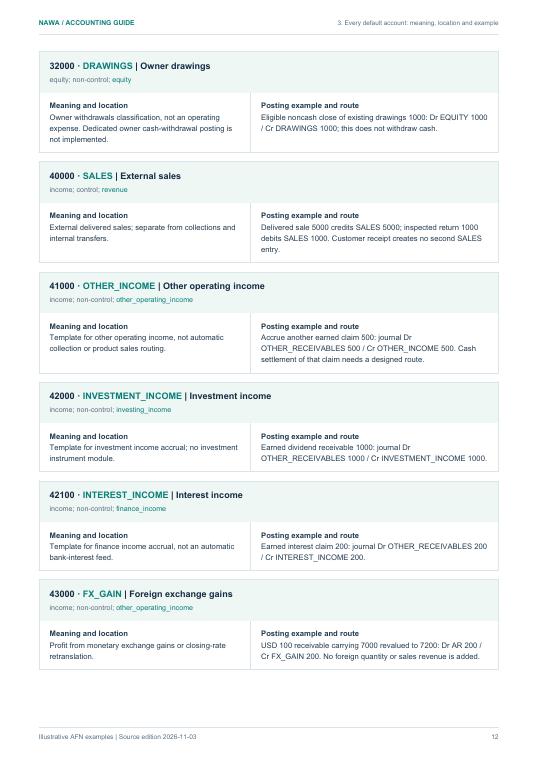 NAWA / ACCOUNTING GUIDE
3. Every default account: meaning, location and example
32000 · DRAWINGS | Owner drawings
equity; non-control; equity
Meaning and location
Owner withdrawals classification, not an operating
expense. Dedicated owner cash-withdrawal posting is
not implemented.
Posting example and route
Eligible noncash close of existing drawings 1000: Dr EQUITY 1000
/ Cr DRAWINGS 1000; this does not withdraw cash.
40000 · SALES | External sales
income; control; revenue
Meaning and location
External delivered sales; separate from collections and
internal transfers.
Posting example and route
Delivered sale 5000 credits SALES 5000; inspected return 1000
debits SALES 1000. Customer receipt creates no second SALES
entry.
41000 · OTHER_INCOME | Other operating income
income; non-control; other_operating_income
Meaning and location
Template for other operating income, not automatic
collection or product sales routing.
Posting example and route
Accrue another earned claim 500: journal Dr
OTHER_RECEIVABLES 500 / Cr OTHER_INCOME 500. Cash
settlement of that claim needs a designed route.
42000 · INVESTMENT_INCOME | Investment income
income; non-control; investing_income
Meaning and location
Template for investment income accrual; no investment
instrument module.
Posting example and route
Earned dividend receivable 1000: journal Dr
OTHER_RECEIVABLES 1000 / Cr INVESTMENT_INCOME 1000.
42100 · INTEREST_INCOME | Interest income
income; non-control; finance_income
Meaning and location
Template for finance income accrual, not an automatic
bank-interest feed.
Posting example and route
Earned interest claim 200: journal Dr OTHER_RECEIVABLES 200
/ Cr INTEREST_INCOME 200.
43000 · FX_GAIN | Foreign exchange gains
income; non-control; other_operating_income
Meaning and location
Profit from monetary exchange gains or closing-rate
retranslation.
Posting example and route
USD 100 receivable carrying 7000 revalued to 7200: Dr AR 200 /
Cr FX_GAIN 200. No foreign quantity or sales revenue is added.
Illustrative AFN examples | Source edition 2026-11-03
12